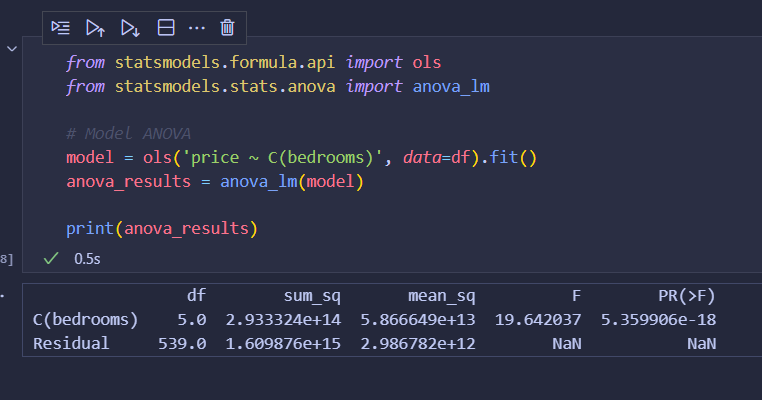 from statsmodels.formula.api import ols
from statsmodels.stats.anova import anova_lm
# Model ANOVA
model = ols('price ~ C(bedrooms)', data=df).fit()
anova_results = anova_lm(model)
print(anova_results)
8] 0.5s
df sum_sq mean_sq F PR(>F)
C(bedrooms) 5.0 2.933324e+14 5.866649e+13 19.642037 5.359906e-18
Residual 539.0 1.609876e+15 2.986782e+12 NaN NaN